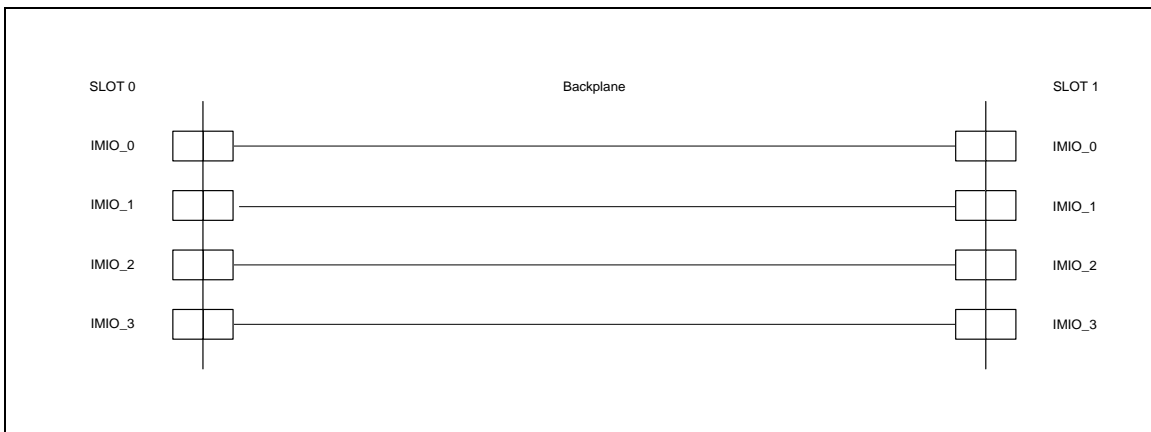 SLOT 0 Backplane SLOT 1
IMIO_0 IMIO_0
IMIO_1 IMIO_1
IMIO_2 IMIO_2
IMIO_3 IMIO_3